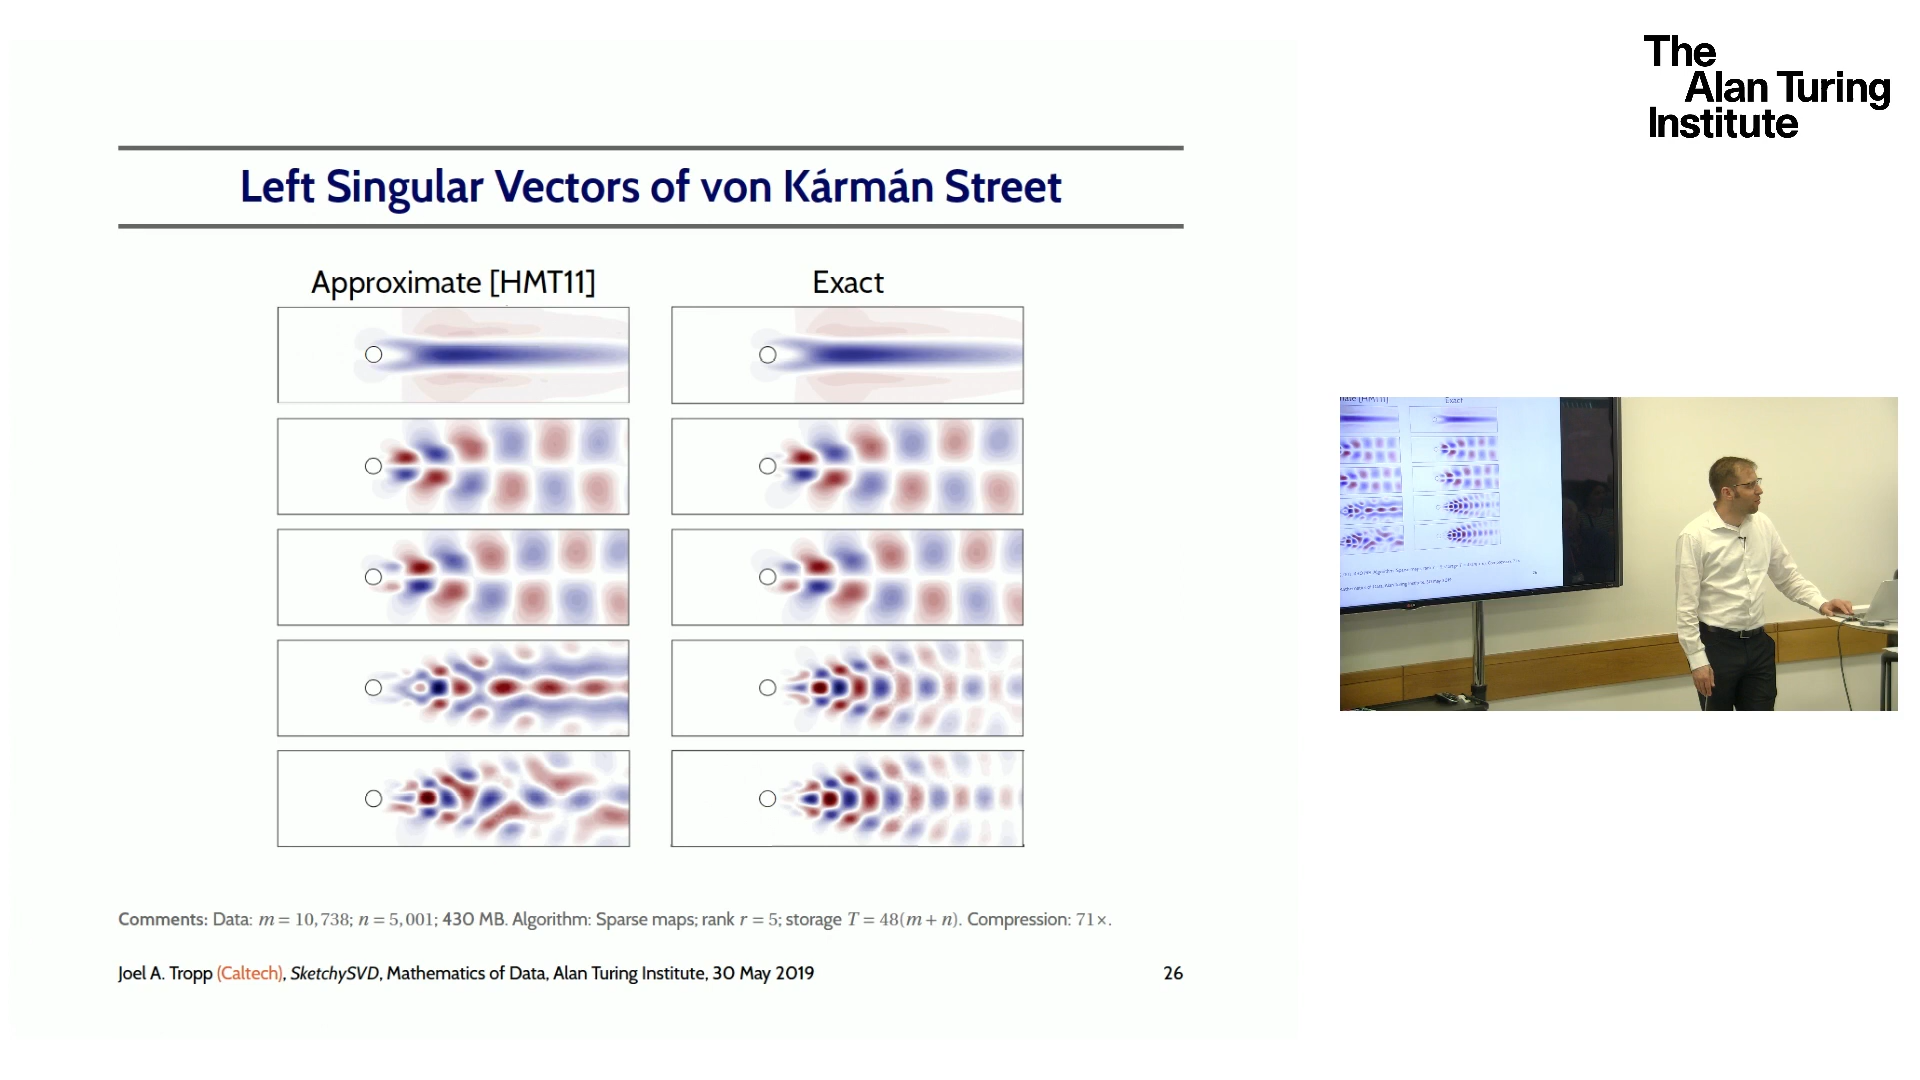 The
Alan Turing
Institute
Left Singular Vectors of von Kármán Street
Approximate [HMT11]
Exact
Comments: Data: m = 10,738; n = 5,001; 430 MB. Algorithm: Sparse maps; rank r = 5; storage T = 48(m + n). Compression: 71×.
Joel A. Tropp (Caltech), SketchySVD, Mathematics of Data, Alan Turing Institute, 30 May 2019
26
Exact